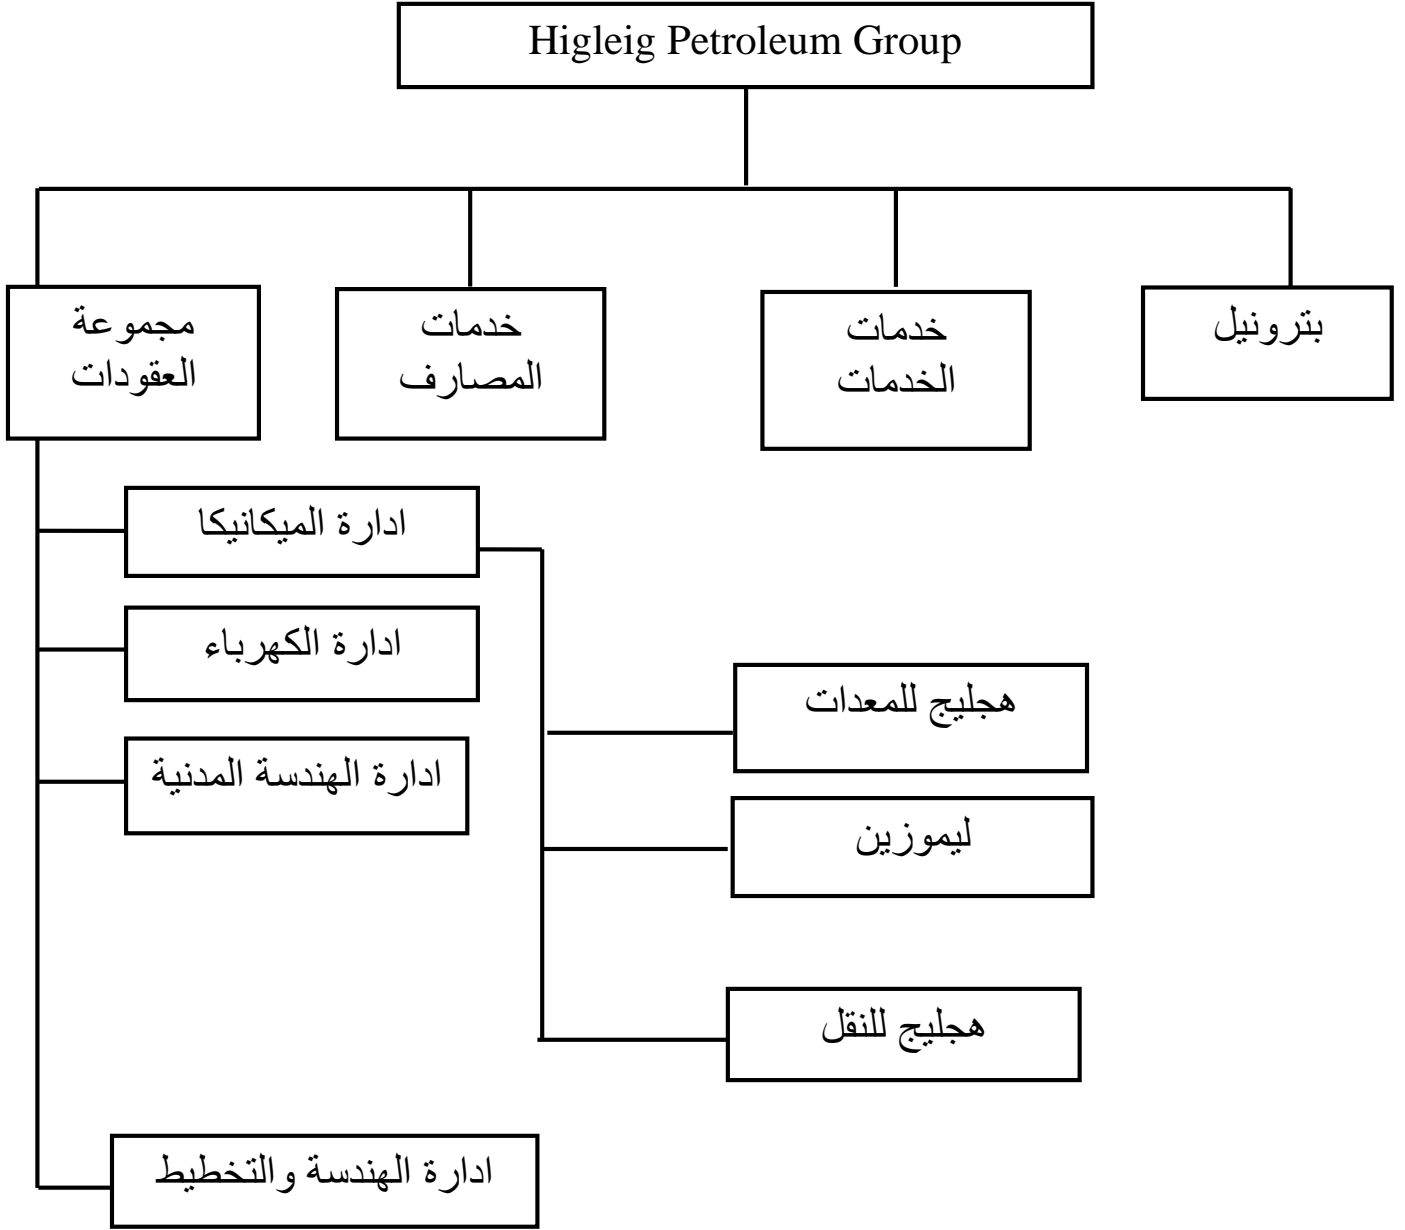 Higleig Petroleum Group
بترونيل
خدمات
الخدمات
خدمات
المصارف
مجموعة
العقودات
ادارة الميكانيكا
ادارة الكهرباء
هجليج للمعدات
ادارة الهندسة المدنية
ليموزين
هجليج للنقل
ادارة الهندسة والتخطيط